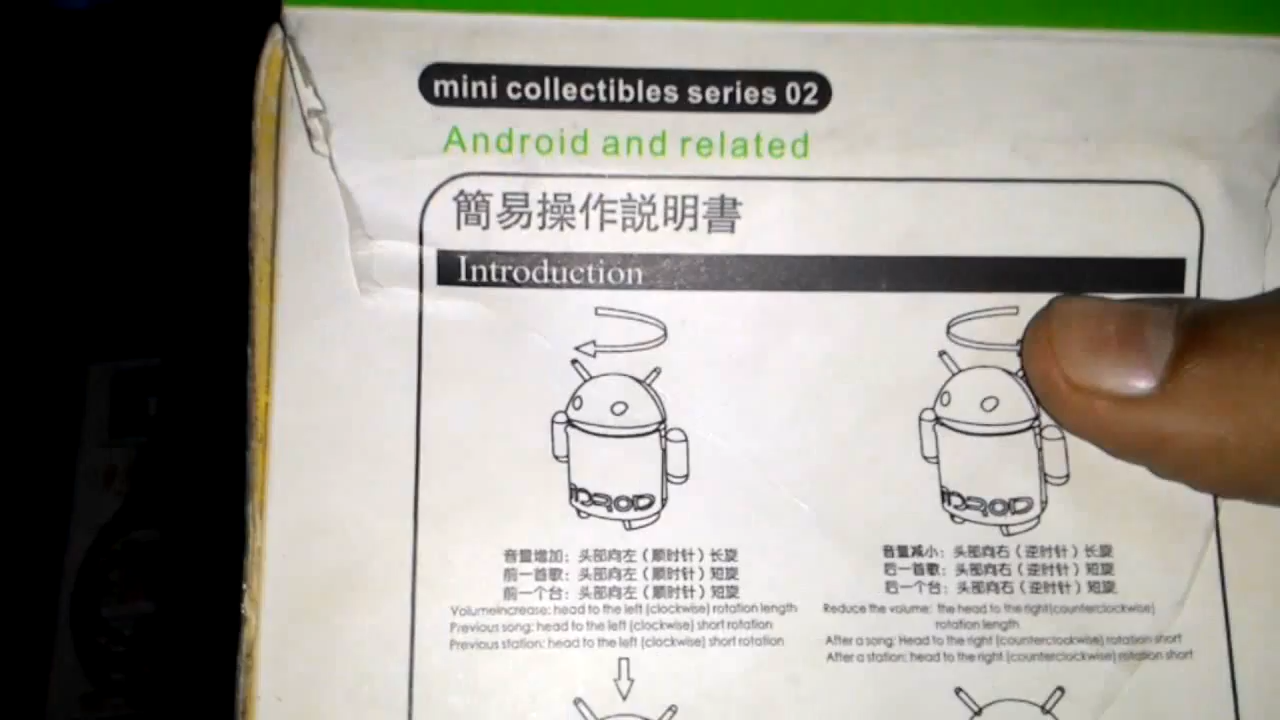 mini collectibles series 02
Android and related
簡易操作説明書
Introduction
iDROID
iDROID
音量增加：头部向左（顺时针）长旋
前一首歌：头部向左（顺时针）短旋
前一个台：头部向左（顺时针）短旋
Volumeincrease: head to the left (clockwise) rotation length
Previous song: head to the left (clockwise) short rotation
Previous station: head to the left (clockwise) short rotation
音量减小：头部向右（逆时针）长旋
后一首歌：头部向右（逆时针）短旋
后一个台：头部向右（逆时针）短旋
Reduce the volume: the head to the right(counterclockwise)
rotation length
After a song: Head to the right (counterclockwise) rotation short
After a station: head to the right (counterclockwise) rotation short